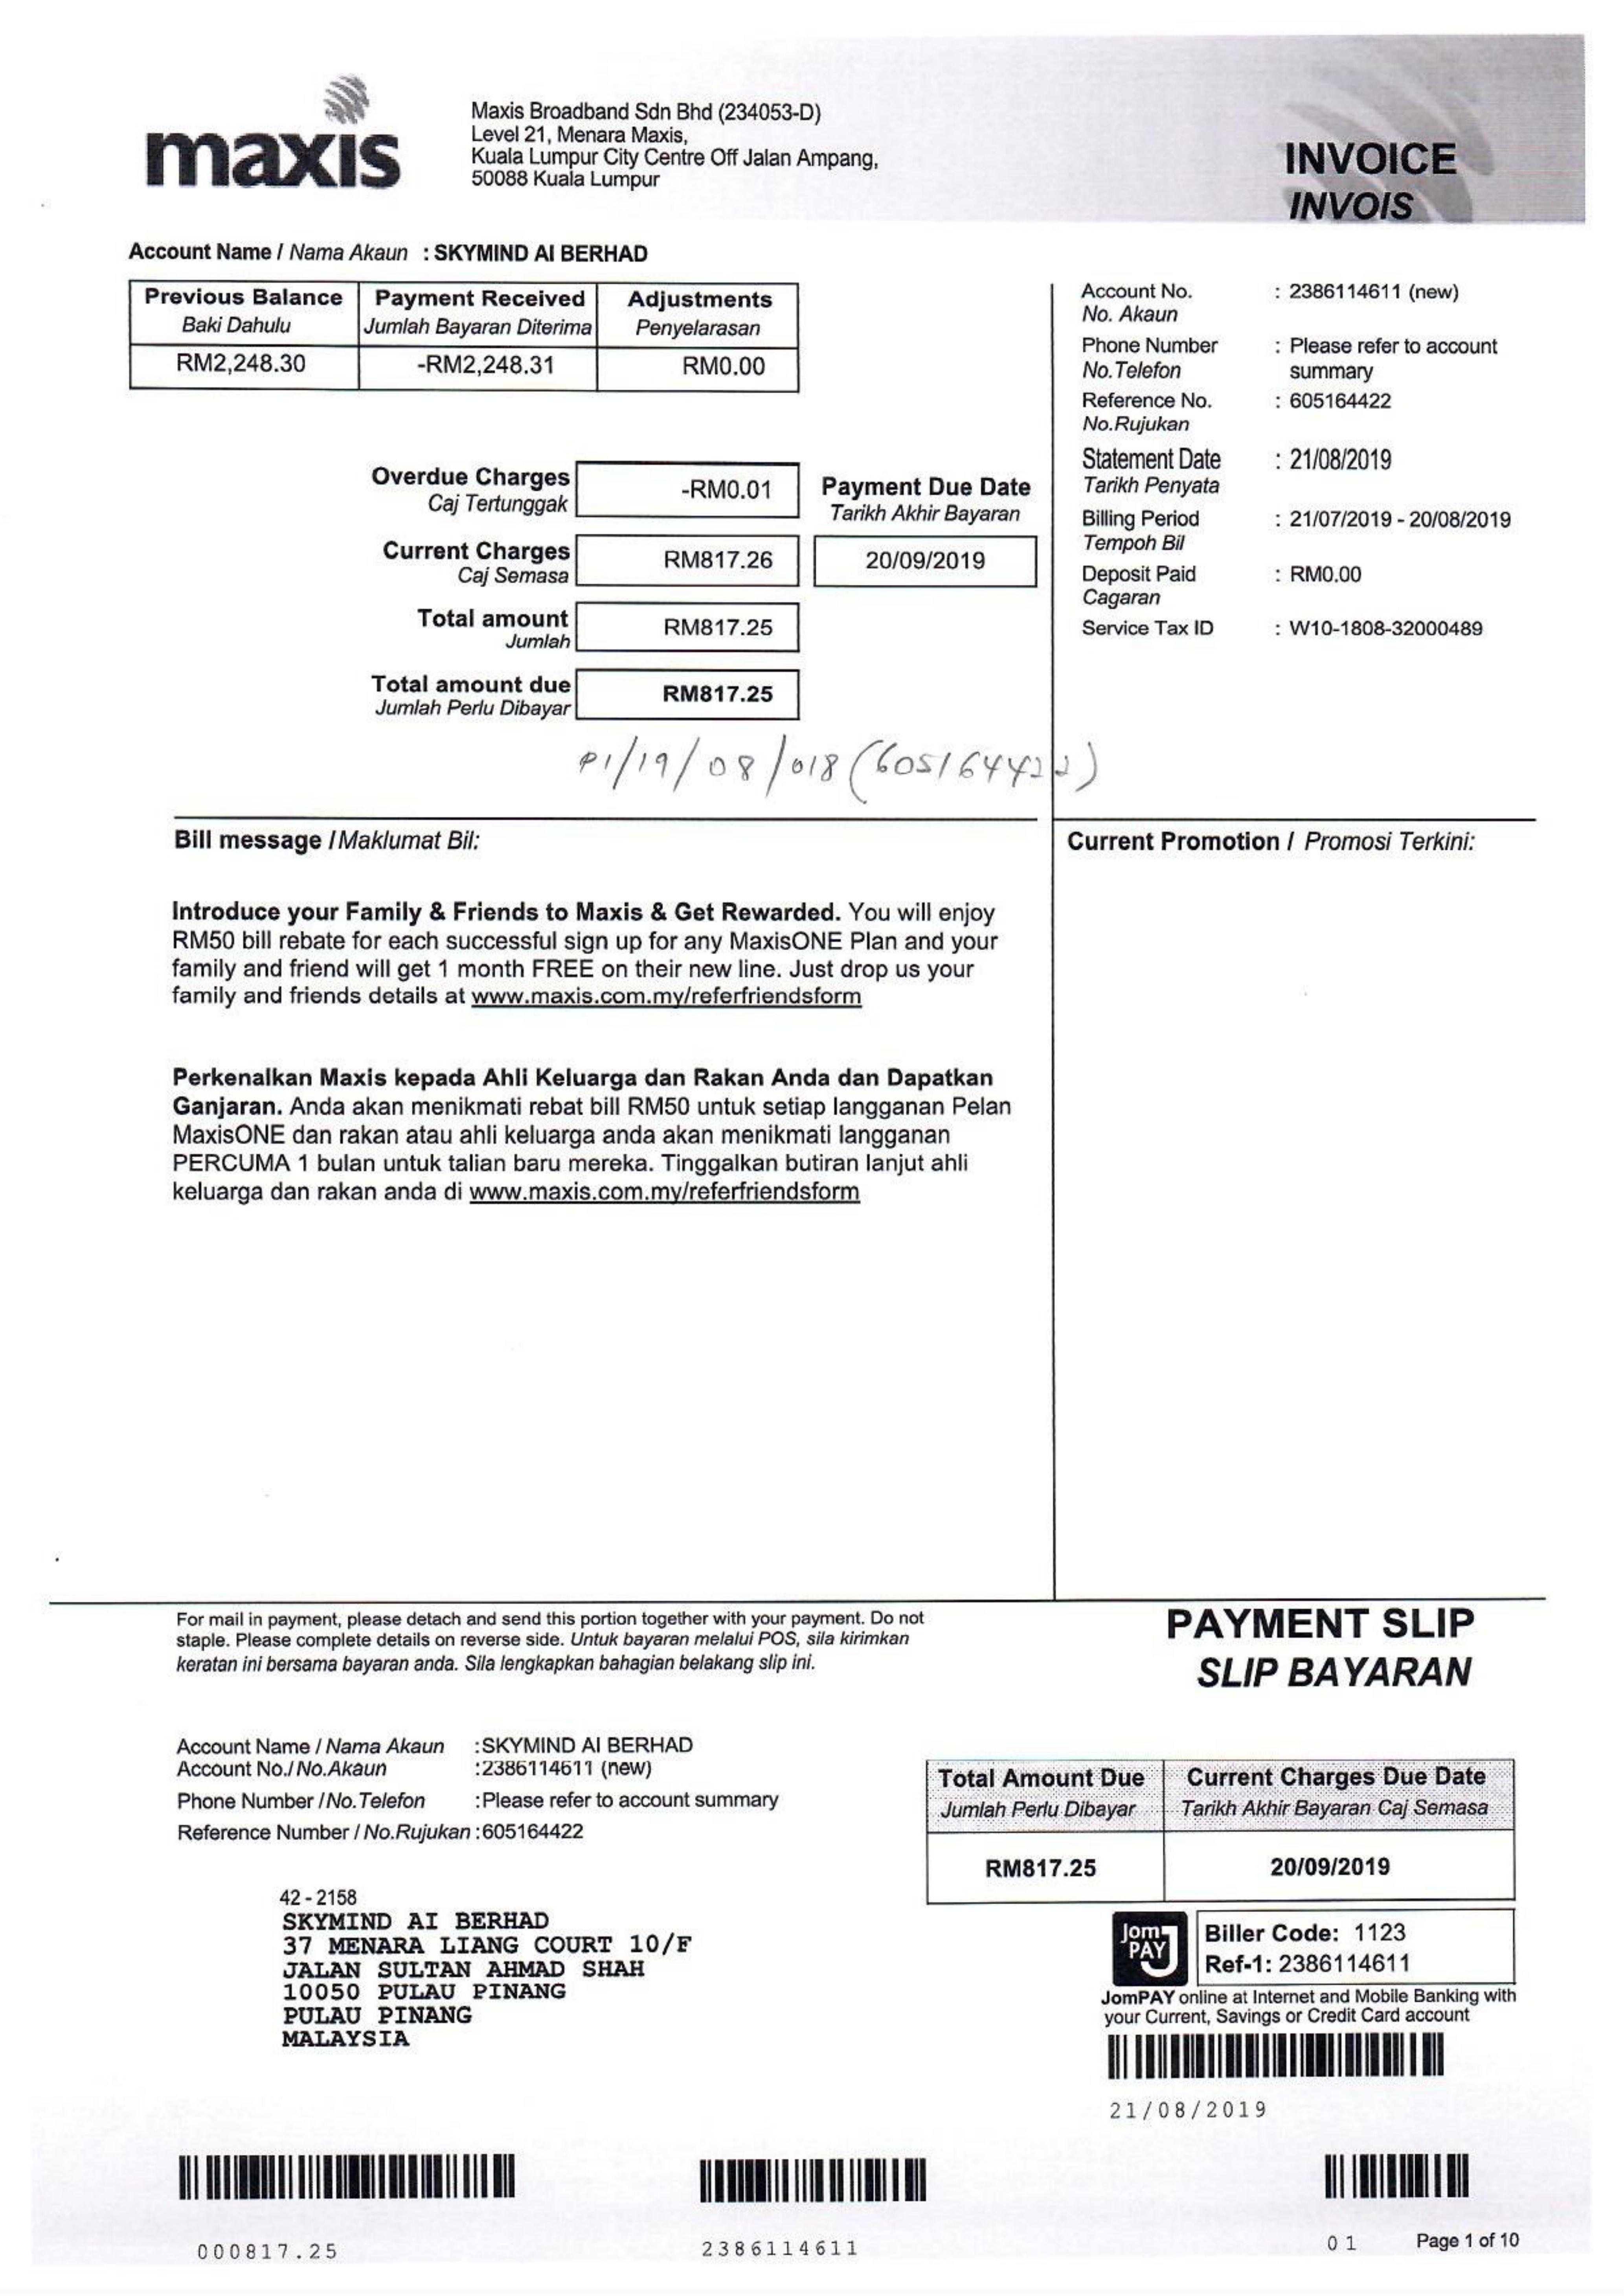 maxis
Maxis Broadband Sdn Bhd (234053-D)
Level 21, Menara Maxis,
Kuala Lumpur City Centre Off Jalan Ampang,
50088 Kuala Lumpur
INVOICE
INVOIS
Account Name / Nama Akaun : SKYMIND AI BERHAD
Previous Balance Payment Received Adjustments
Baki Dahulu Jumlah Bayaran Diterima Penyelarasan
RM2,248.30 -RM2,248.31 RM0.00
Account No. : 2386114611 (new)
No. Akaun
Phone Number : Please refer to account
No.Telefon summary
Reference No. : 605164422
No.Rujukan
Statement Date : 21/08/2019
Tarikh Penyata
Billing Period : 21/07/2019 - 20/08/2019
Tempoh Bil
Deposit Paid : RM0.00
Cagaran
Service Tax ID : W10-1808-32000489
Overdue Charges -RM0.01
Caj Tertunggak
Payment Due Date
Tarikh Akhir Bayaran
20/09/2019
Current Charges RM817.26
Caj Semasa
Total amount RM817.25
Jumlah
Total amount due RM817.25
Jumlah Perlu Dibayar
P1/19/08/018 (605164422)
Bill message / Maklumat Bil:
Current Promotion / Promosi Terkini:
Introduce your Family & Friends to Maxis & Get Rewarded. You will enjoy
RM50 bill rebate for each successful sign up for any MaxisONE Plan and your
family and friend will get 1 month FREE on their new line. Just drop us your
family and friends details at www.maxis.com.my/referfriendsform
Perkenalkan Maxis kepada Ahli Keluarga dan Rakan Anda dan Dapatkan
Ganjaran. Anda akan menikmati rebat bill RM50 untuk setiap langganan Pelan
MaxisONE dan rakan atau ahli keluarga anda akan menikmati langganan
PERCUMA 1 bulan untuk talian baru mereka. Tinggalkan butiran lanjut ahli
keluarga dan rakan anda di www.maxis.com.my/referfriendsform
For mail in payment, please detach and send this portion together with your payment. Do not
staple. Please complete details on reverse side. Untuk bayaran melalui POS, sila kirimkan
keratan ini bersama bayaran anda. Sila lengkapkan bahagian belakang slip ini.
PAYMENT SLIP
SLIP BAYARAN
Account Name / Nama Akaun :SKYMIND AI BERHAD
Account No./ No.Akaun :2386114611 (new)
Phone Number /No.Telefon :Please refer to account summary
Reference Number / No.Rujukan :605164422
Total Amount Due Current Charges Due Date
Jumlah Perlu Dibayar Tarikh Akhir Bayaran Caj Semasa
RM817.25 20/09/2019
42 - 2158
SKYMIND AI BERHAD
37 MENARA LIANG COURT 10/F
JALAN SULTAN AHMAD SHAH
10050 PULAU PINANG
PULAU PINANG
MALAYSIA
Jom
PAY
Biller Code: 1123
Ref-1: 2386114611
JomPAY online at Internet and Mobile Banking with
your Current, Savings or Credit Card account
21/08/2019
000817.25
2386114611
01
Page 1 of 10